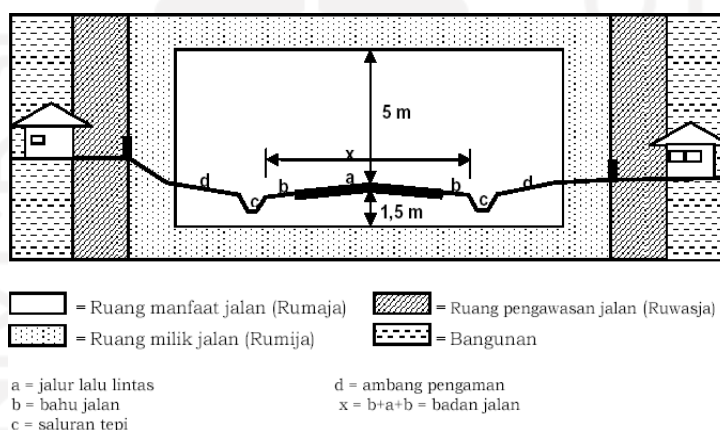 5 m
x
a
d b b d
c c
1,5 m
= Ruang manfaat jalan (Rumaja)
= Ruang pengawasan jalan (Ruwasja)
= Ruang milik jalan (Rumija)
= Bangunan
a = jalur lalu lintas
d = ambang pengaman
b = bahu jalan
x = b+a+b = badan jalan
c = saluran tepi